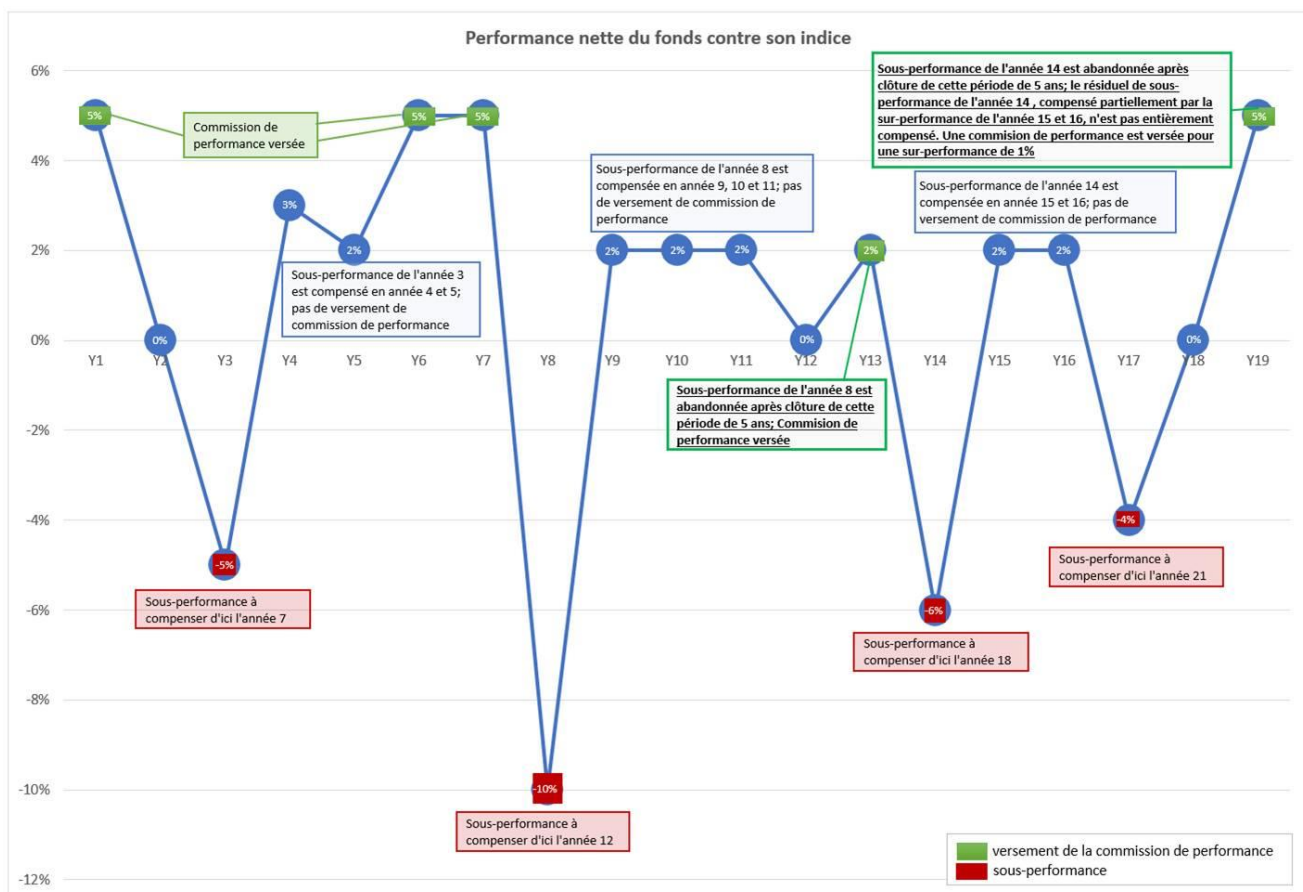 Performance nette du fonds contre son indice
6%
4%
2%
0%
-2%
-4%
-6%
-8%
-10%
-12%
Y1
Y2
Y3
Y4
Y5
Y6
Y7
Y8
Y9
Y10
Y11
Y12
Y13
Y14
Y15
Y16
Y17
Y18
Y19
5%
0%
-5%
3%
2%
5%
5%
-10%
2%
2%
2%
0%
2%
-6%
2%
2%
-4%
0%
5%
Commission de
performance versée
Sous-performance de l'année 3
est compensé en année 4 et 5;
pas de versement de
commission de performance
Sous-performance à
compenser d'ici l'année 7
Sous-performance à
compenser d'ici l'année 12
Sous-performance de l'année 8 est
compensée en année 9, 10 et 11; pas
de versement de commission de
performance
Sous-performance de l'année 8 est
abandonnée après clôture de cette
période de 5 ans; Commision de
performance versée
Sous-performance de l'année 14 est abandonnée après
clôture de cette période de 5 ans; le résiduel de sous-
performance de l'année 14 , compensé partiellement par la
sur-performance de l'année 15 et 16, n'est pas entièrement
compensé. Une commision de performance est versée pour
une sur-performance de 1%
Sous-performance de l'année 14 est
compensée en année 15 et 16; pas de
versement de commission de performance
Sous-performance à
compenser d'ici l'année 18
Sous-performance à
compenser d'ici l'année 21
versement de la commission de performance
sous-performance